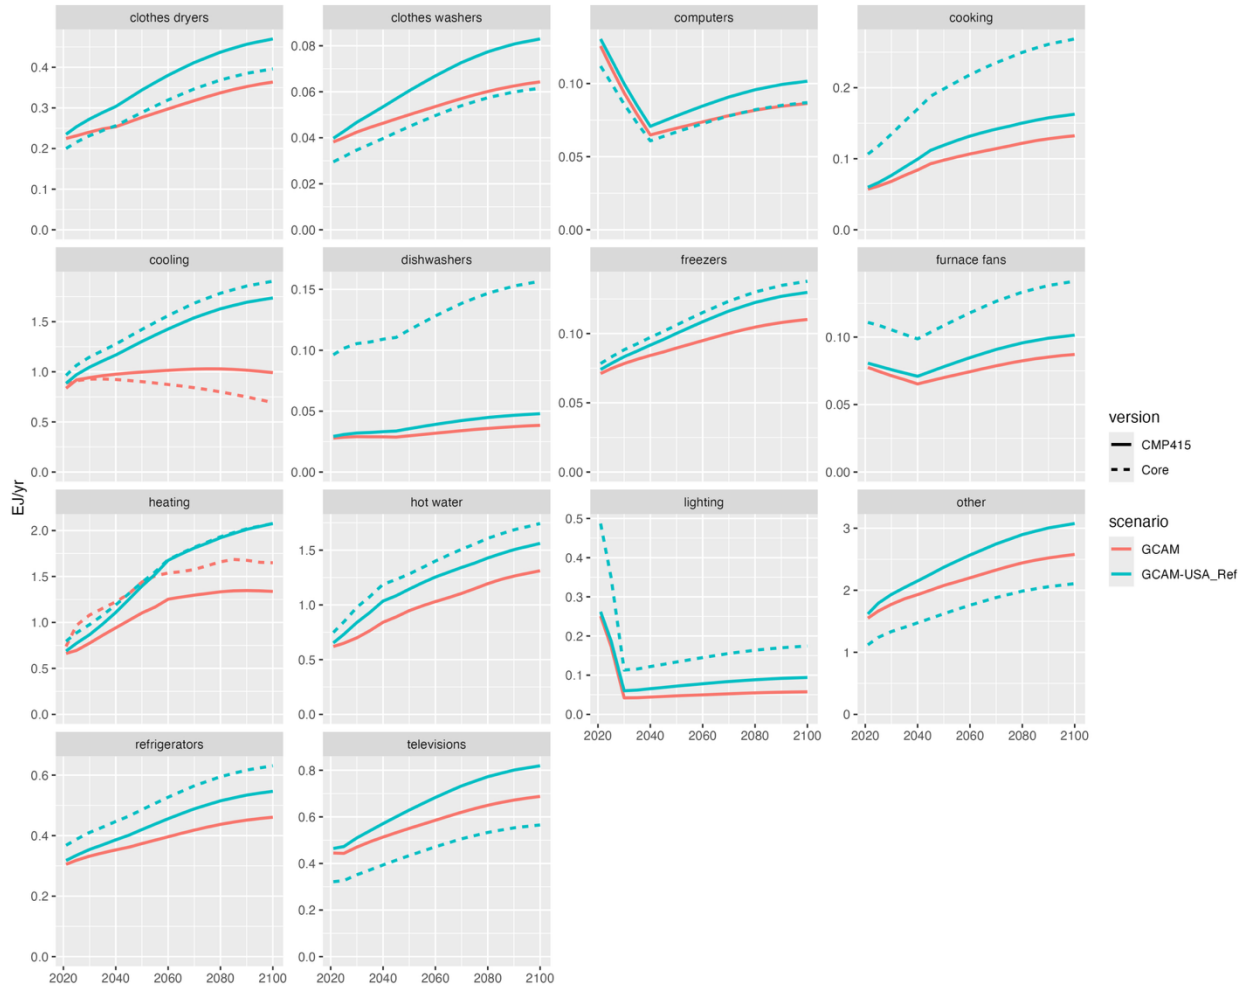 clothes dryers
clothes washers
computers
cooking
0.4
0.3
0.2
0.1
0.0
0.08
0.06
0.04
0.02
0.00
0.10
0.05
0.00
0.2
0.1
0.0
cooling
dishwashers
freezers
furnace fans
1.5
1.0
0.5
0.0
0.15
0.10
0.05
0.00
0.10
0.05
0.00
0.10
0.05
0.00
EJ/yr
heating
hot water
lighting
other
2.0
1.5
1.0
0.5
0.0
1.5
1.0
0.5
0.0
0.5
0.4
0.3
0.2
0.1
0.0
3
2
1
0
2020 2040 2060 2080 2100
2020 2040 2060 2080 2100
refrigerators
televisions
0.6
0.4
0.2
0.0
0.8
0.6
0.4
0.2
0.0
2020 2040 2060 2080 2100
2020 2040 2060 2080 2100
version
CMP415
Core
scenario
GCAM
GCAM-USA_Ref